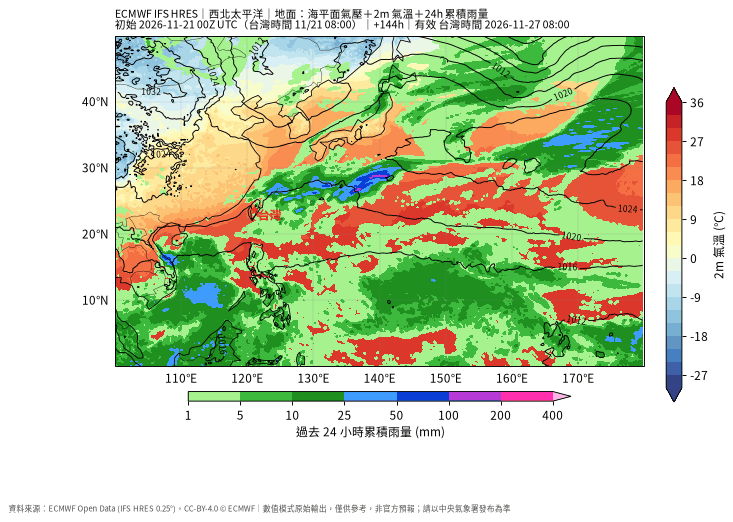 ECMWF IFS HRES｜西北太平洋｜地面：海平面氣壓＋2m 氣溫＋24h 累積雨量
初始 2026-11-21 00Z UTC（台灣時間 11/21 08:00）｜+144h｜有效 台灣時間 2026-11-27 08:00
1012
1024
1012
1032
1020
1024
台灣
1024
1020
1016
1012
40°N
30°N
20°N
10°N
110°E 120°E 130°E 140°E 150°E 160°E 170°E
36
27
18
9
0
-9
-18
-27
2m 氣溫 (°C)
1 5 10 25 50 100 200 400
過去 24 小時累積雨量 (mm)
資料來源：ECMWF Open Data (IFS HRES 0.25°)，CC-BY-4.0 © ECMWF｜數值模式原始輸出，僅供參考，非官方預報；請以中央氣象署發布為準